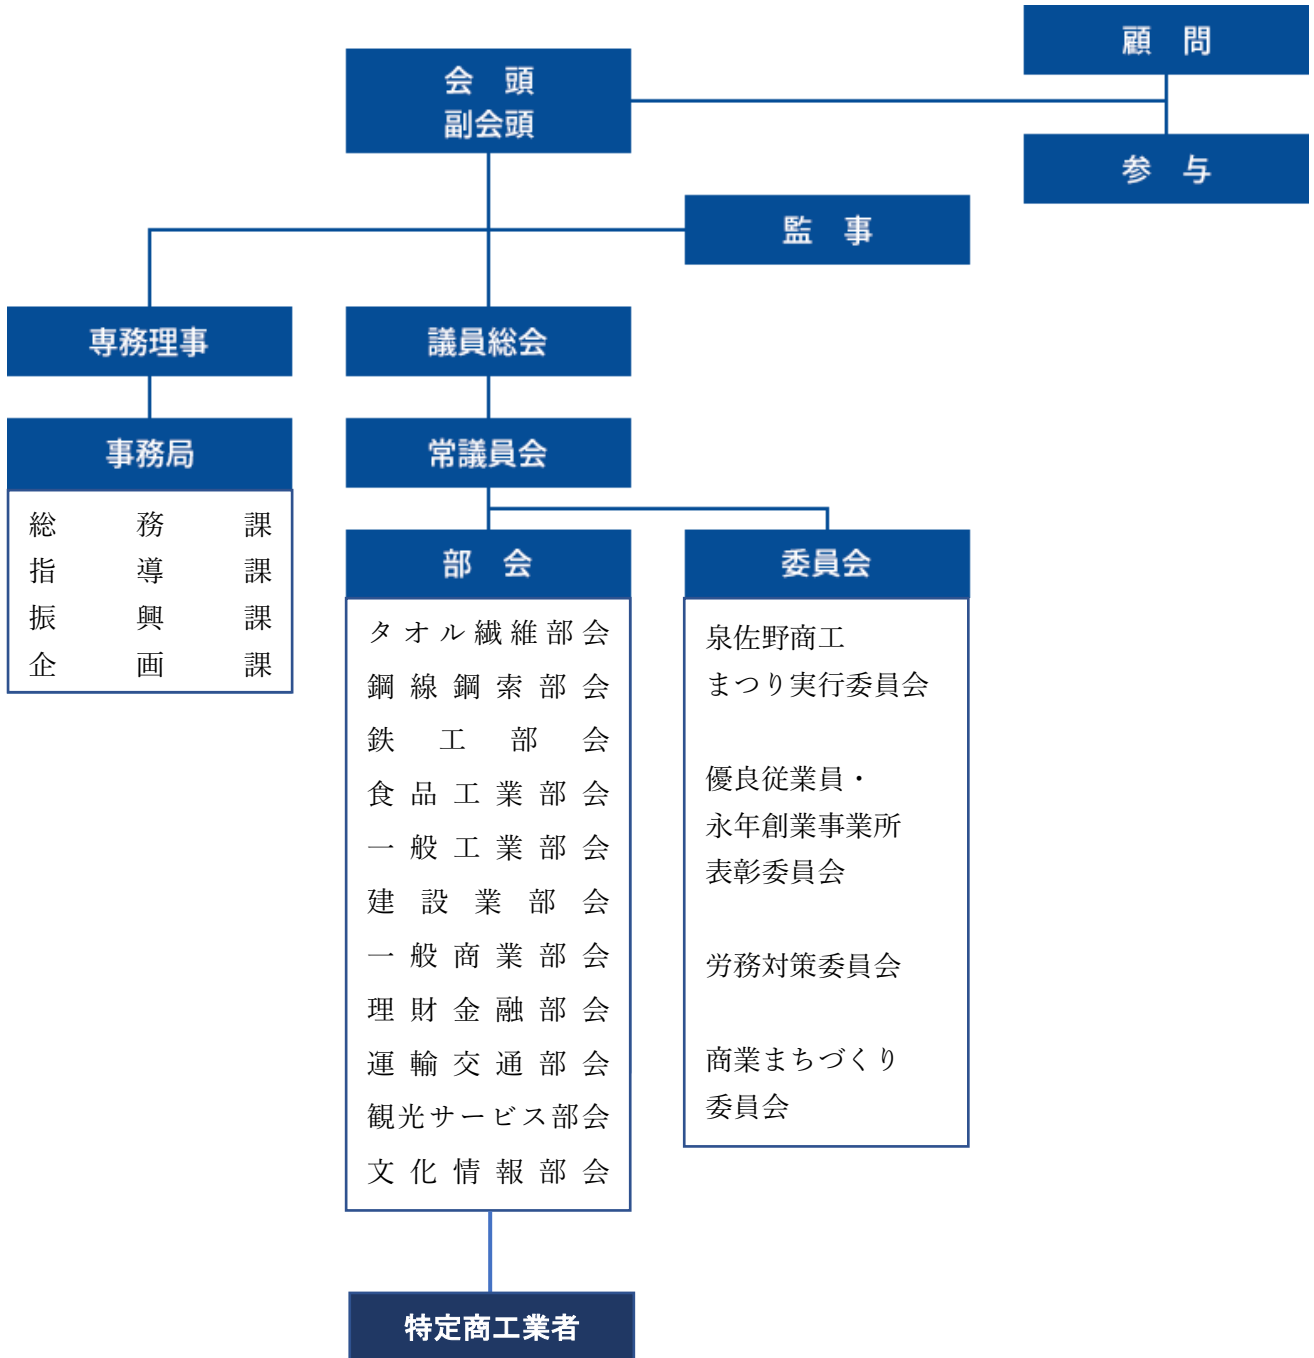 顧　問
会　頭
副会頭
参　与
監　事
専務理事
議員総会
事務局
常議員会
総務課
指導課
振興課
企画課
部　会
委員会
タオル繊維部会
鋼線鋼索部会
鉄工部会
食品工業部会
一般工業部会
建設業部会
一般商業部会
理財金融部会
運輸交通部会
観光サービス部会
文化情報部会
泉佐野商工
まつり実行委員会
優良従業員・
永年創業事業所
表彰委員会
労務対策委員会
商業まちづくり
委員会
特定商工業者